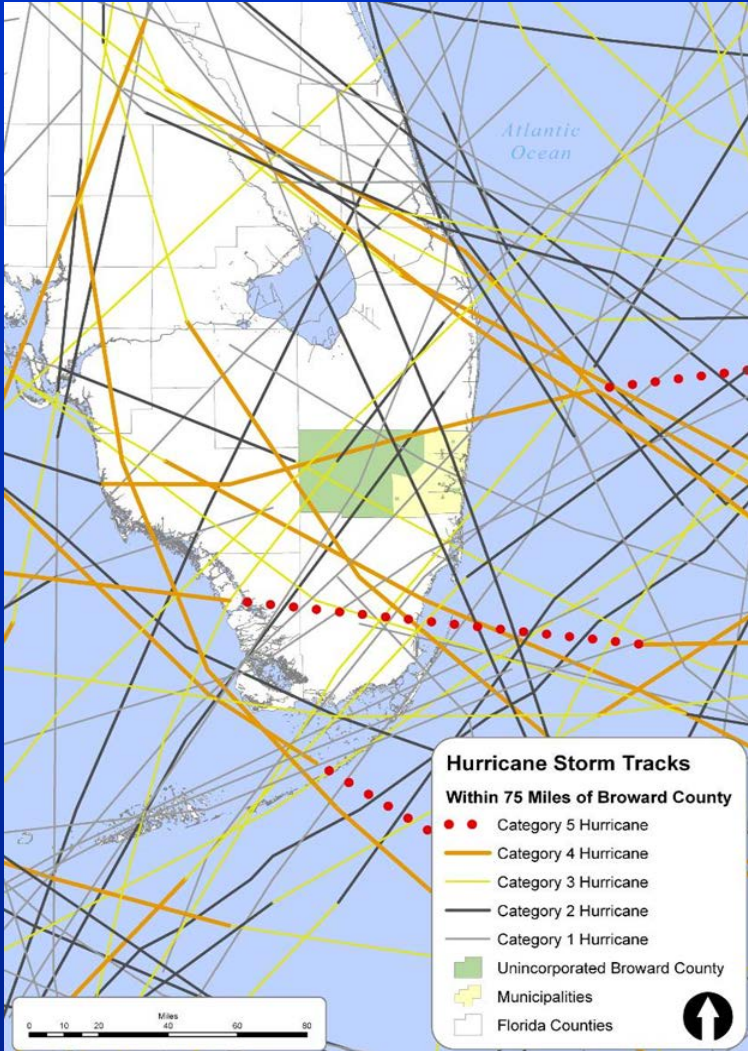 Atlantic
Ocean
Hurricane Storm Tracks
Within 75 Miles of Broward County
Category 5 Hurricane
Category 4 Hurricane
Category 3 Hurricane
Category 2 Hurricane
Category 1 Hurricane
Unincorporated Broward County
Municipalities
Florida Counties
Miles
0 10 20 40 60 80